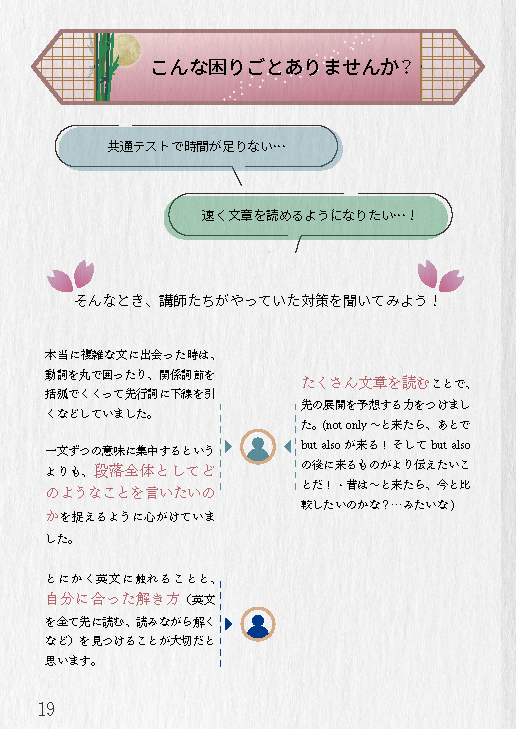 こんな困りごとありませんか？
共通テストで時間が足りない…
速く文章を読めるようになりたい…！
そんなとき、講師たちがやっていた対策を聞いてみよう！
本当に複雑な文に出会った時は、
動詞を丸で囲ったり、関係詞節を
括弧でくくって先行詞に下線を引
くなどしていました。
一文ずつの意味に集中するという
よりも、段落全体としてど
のようなことを言いたいの
かを捉えるように心がけていま
した。
とにかく英文に触れることと、
自分に合った解き方（英文
を全て先に読む、読みながら解く
など）を見つけることが大切だと
思います。
たくさん文章を読むことで、
先の展開を予想する力をつけまし
た。(not only ～と来たら、あとで
but also が来る！そして but also
の後に来るものがより伝えたいこ
とだ！・昔は～と来たら、今と比
較したいのかな？…みたいな）
19